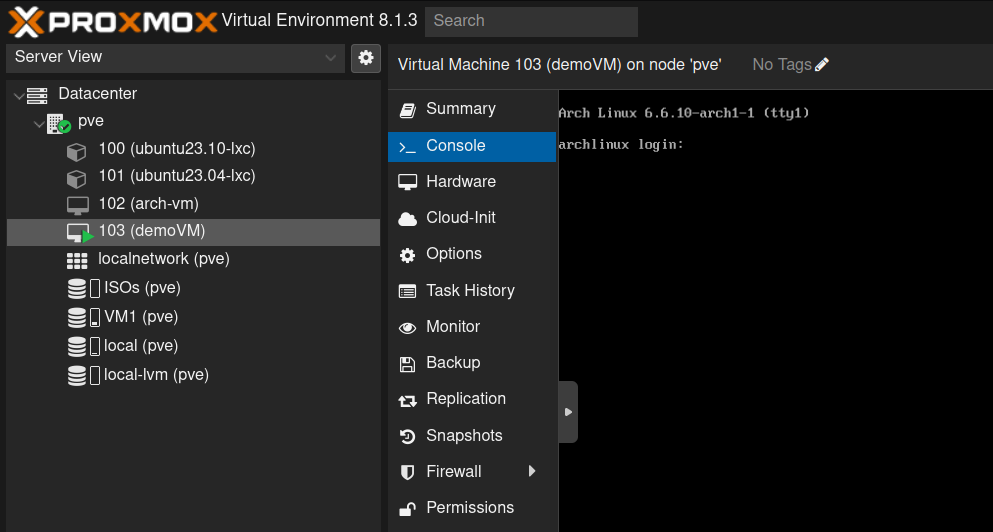 PROXMOX Virtual Environment 8.1.3 Search
Server View
Datacenter
pve
100 (ubuntu23.10-lxc)
101 (ubuntu23.04-lxc)
102 (arch-vm)
103 (demoVM)
localnetwork (pve)
ISOs (pve)
VM1 (pve)
local (pve)
local-lvm (pve)
Virtual Machine 103 (demoVM) on node 'pve' No Tags
Summary
Console
Hardware
Cloud-Init
Options
Task History
Monitor
Backup
Replication
Snapshots
Firewall
Permissions
Arch Linux 6.6.10-arch1-1 (tty1)
archlinux login: